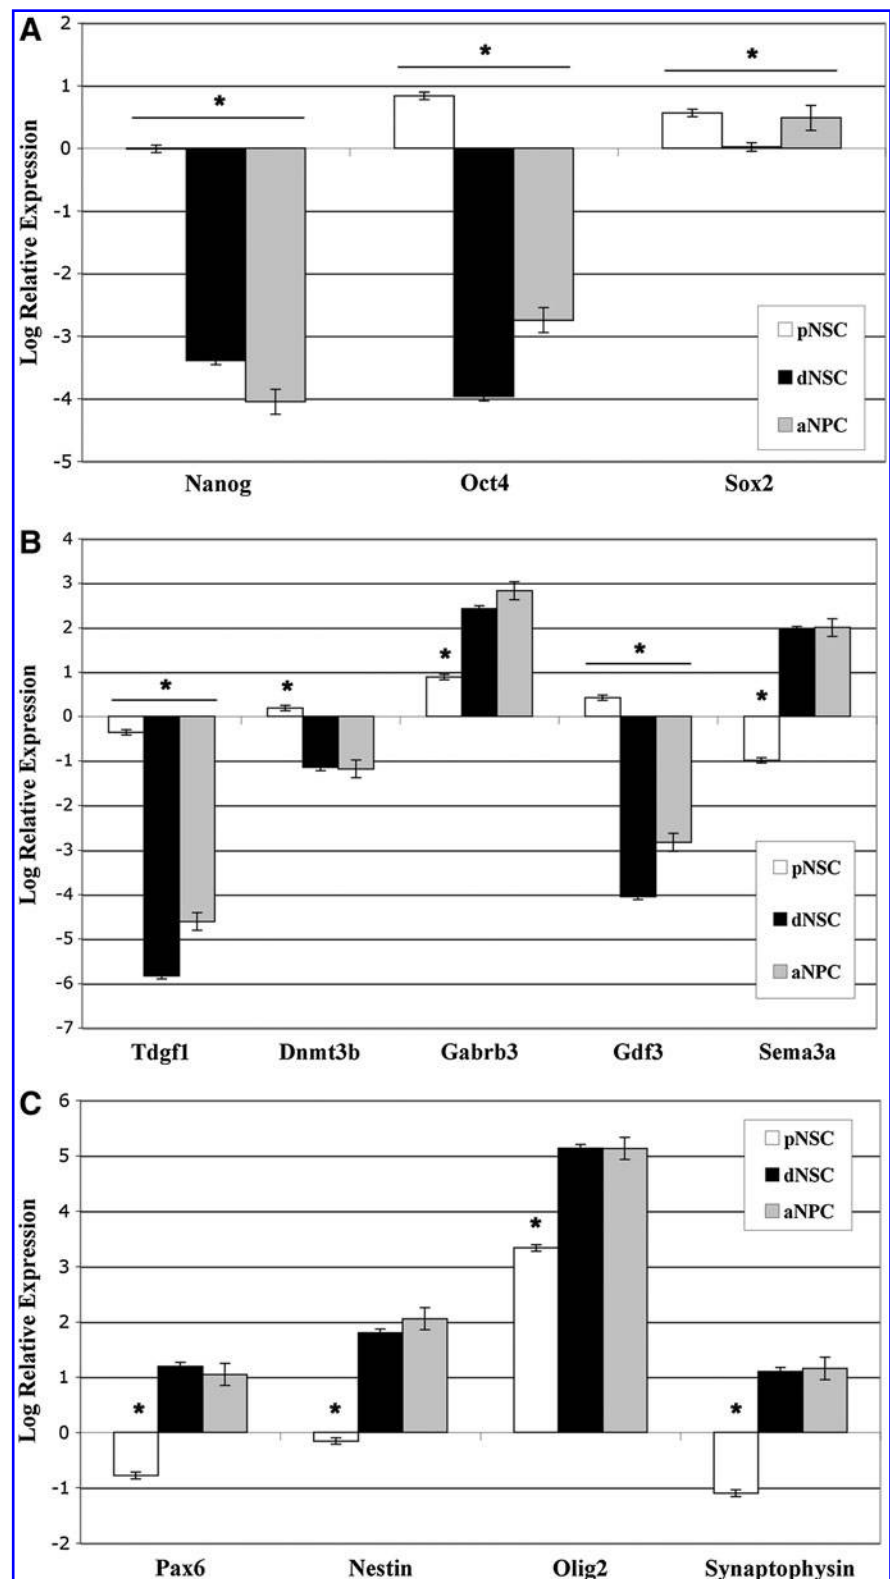 A
Log Relative Expression
2
1
0
-1
-2
-3
-4
-5
*
*
*
pNSC
dNSC
aNPC
Nanog Oct4 Sox2
B
Log Relative Expression
4
3
2
1
0
-1
-2
-3
-4
-5
-6
-7
*
*
*
*
*
pNSC
dNSC
aNPC
Tdgf1 Dnmt3b Gabrb3 Gdf3 Sema3a
C
Log Relative Expression
6
5
4
3
2
1
0
-1
-2
*
*
*
*
pNSC
dNSC
aNPC
Pax6 Nestin Olig2 Synaptophysin